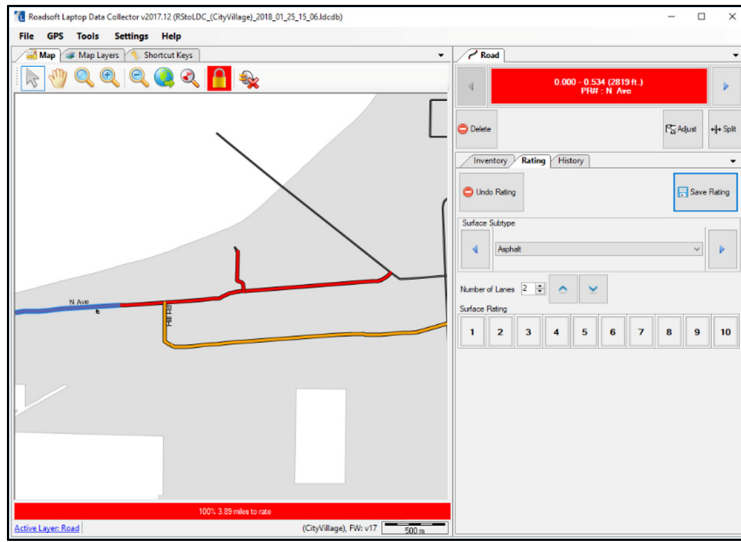 Roadsoft Laptop Data Collector v2017.12 (RStoLDC_(CityVillage)_2018_01_25_15_06.ldcdb)
File GPS Tools Settings Help
Map Map Layers Shortcut Keys
Road
0.000 - 0.534 (2819 ft.)
PR# : N Ave
Delete Adjust Split
Inventory Rating History
Undo Rating Save Rating
Surface Subtype
Asphalt
Number of Lanes 2
Surface Rating
1 2 3 4 5 6 7 8 9 10
N Ave
100% 3.89 miles to rate
Active Layer: Road (CityVillage), FW: v17 500 m